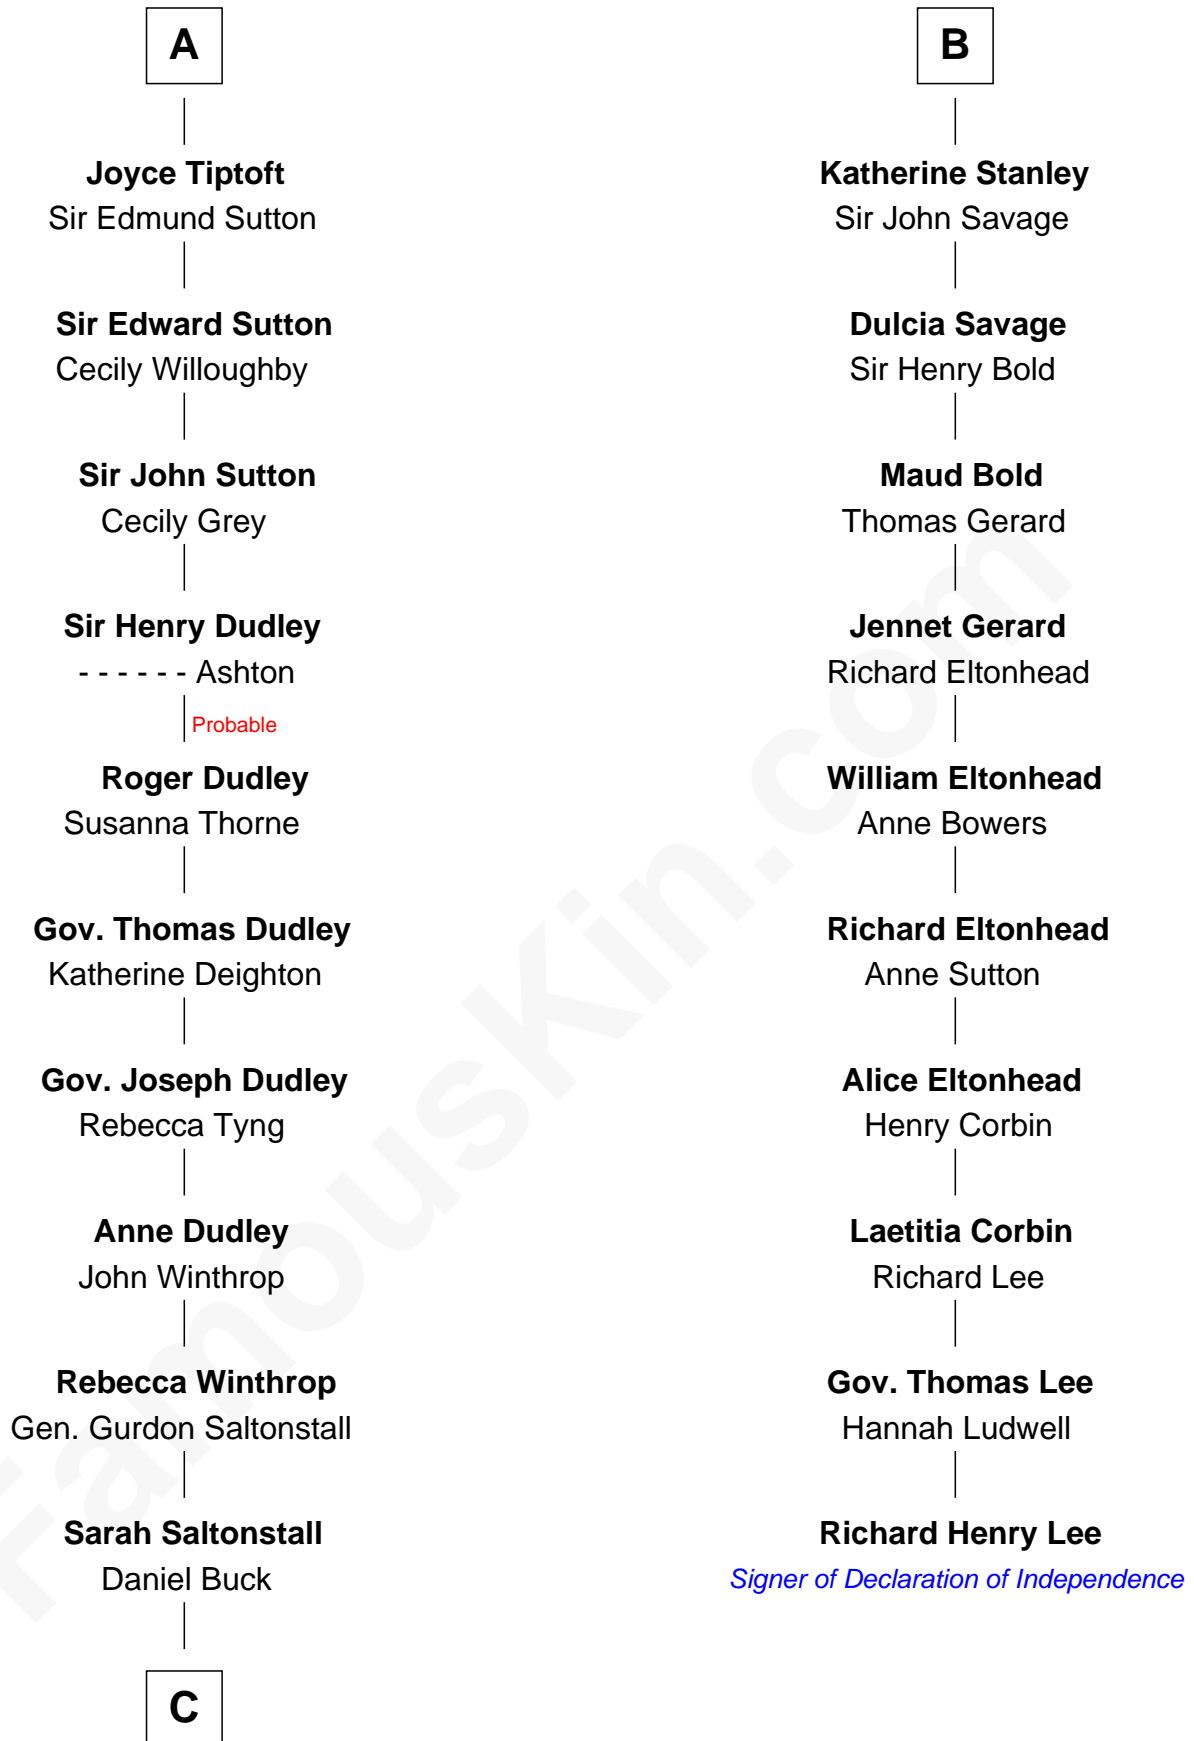 A
Joyce Tiptoft
Sir Edmund Sutton
Sir Edward Sutton
Cecily Willoughby
Sir John Sutton
Cecily Grey
Sir Henry Dudley
- - - - - - Ashton
Probable
Roger Dudley
Susanna Thorne
Gov. Thomas Dudley
Katherine Deighton
Gov. Joseph Dudley
Rebecca Tyng
Anne Dudley
John Winthrop
Rebecca Winthrop
Gen. Gurdon Saltonstall
Sarah Saltonstall
Daniel Buck
C
B
Katherine Stanley
Sir John Savage
Dulcia Savage
Sir Henry Bold
Maud Bold
Thomas Gerard
Jennet Gerard
Richard Eltonhead
William Eltonhead
Anne Bowers
Richard Eltonhead
Anne Sutton
Alice Eltonhead
Henry Corbin
Laetitia Corbin
Richard Lee
Gov. Thomas Lee
Hannah Ludwell
Richard Henry Lee
Signer of Declaration of Independence
FamousKin.com